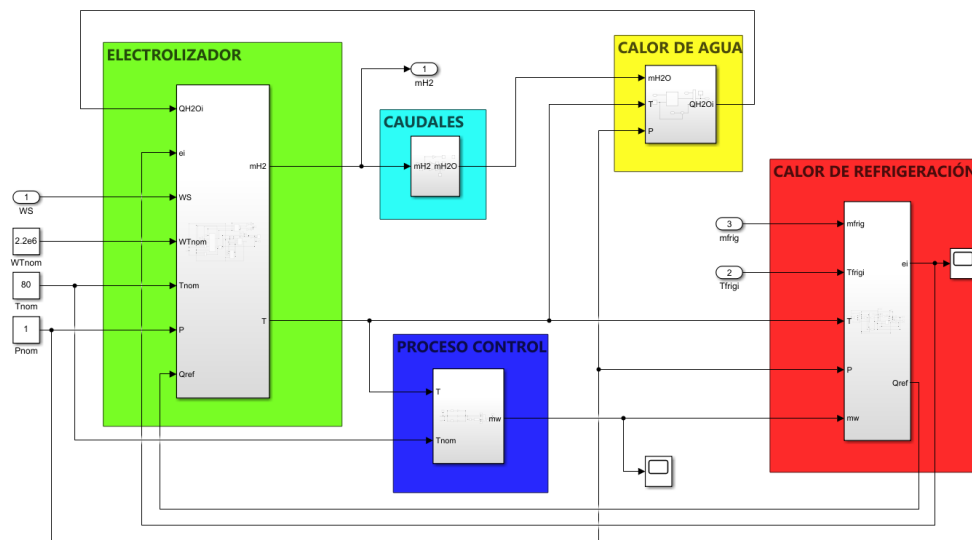 ELECTROLIZADOR
QH2Oi
ei
WS
WTnom
Tnom
P
Qref
mH2
T
1
WS
2.2e6
WTnom
80
Tnom
1
Pnom
1
mH2
CAUDALES
mH2
mH2O
CALOR DE AGUA
mH2O
T
P
QH2Oi
PROCESO CONTROL
T
Tnom
mw
3
mfrig
2
Tfrigi
CALOR DE REFRIGERACIÓN
mfrig
Tfrigi
T
P
mw
ei
Qref